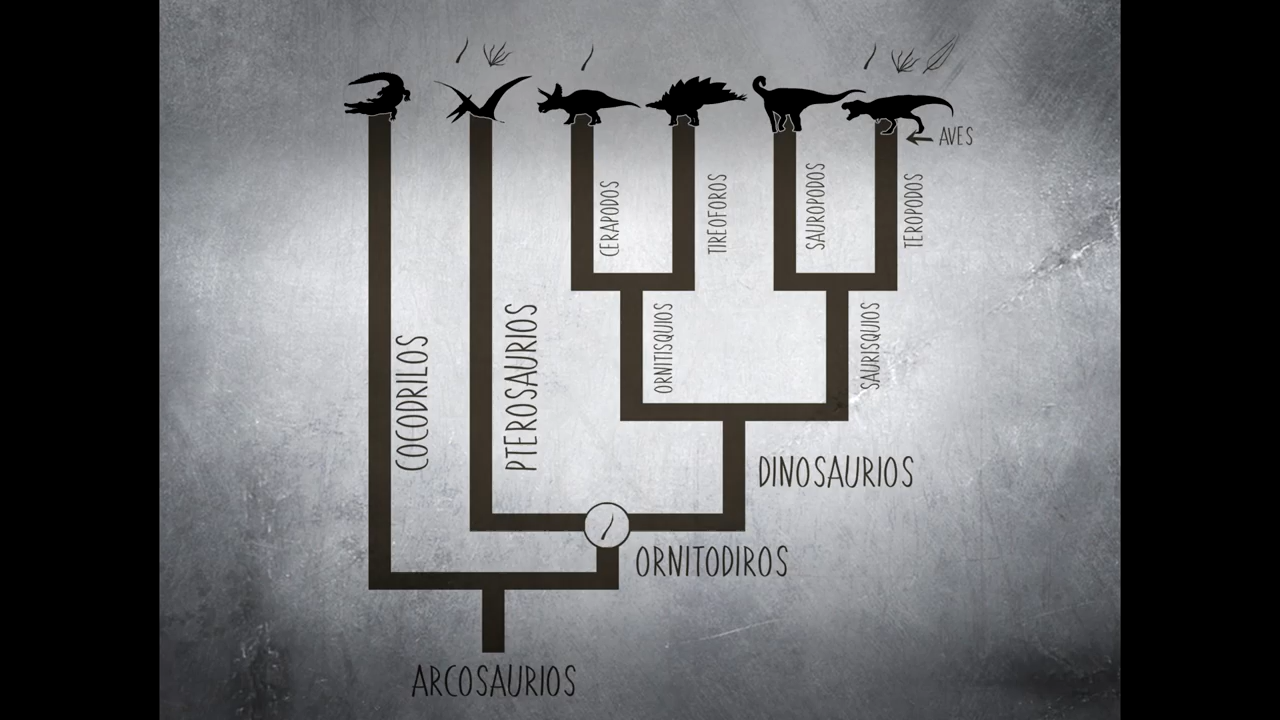 AVES
CERAPODOS
TIREOFOROS
SAUROPODOS
TEROPODOS
ORNITISQUIOS
SAURISQUIOS
COCODRILOS
PTEROSAURIOS
DINOSAURIOS
ORNITODIROS
ARCOSAURIOS